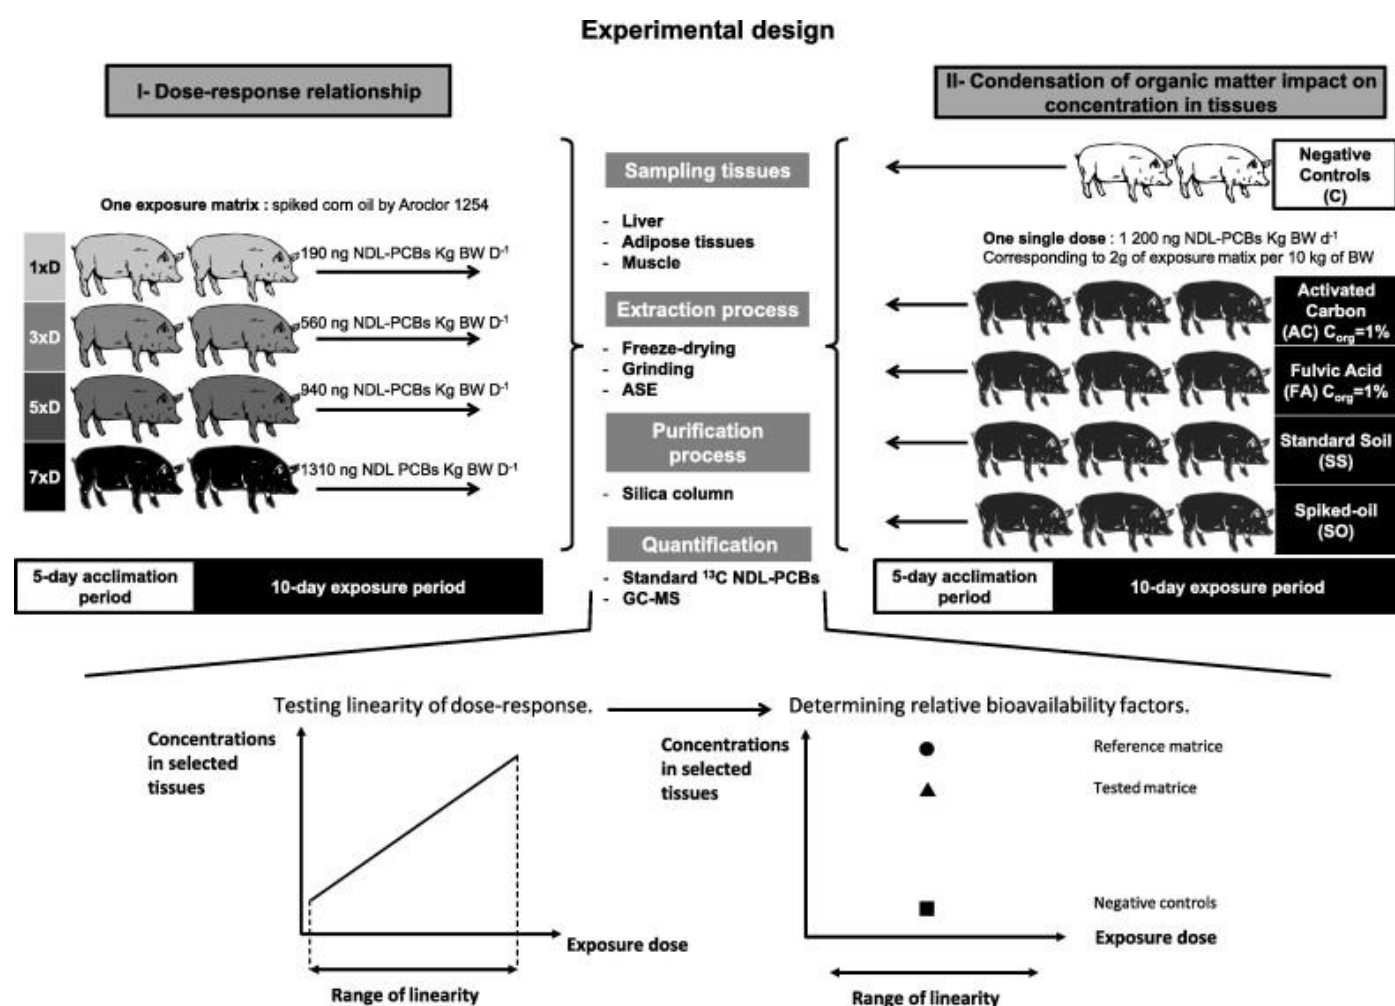 Experimental design
I- Dose-response relationship
One exposure matrix : spiked corn oil by Aroclor 1254
1xD
190 ng NDL-PCBs Kg BW D⁻¹
3xD
560 ng NDL-PCBs Kg BW D⁻¹
5xD
940 ng NDL-PCBs Kg BW D⁻¹
7xD
1310 ng NDL PCBs Kg BW D⁻¹
5-day acclimation
period
10-day exposure period
Sampling tissues
- Liver
- Adipose tissues
- Muscle
Extraction process
- Freeze-drying
- Grinding
- ASE
Purification
process
- Silica column
Quantification
- Standard ¹³C NDL-PCBs
- GC-MS
II- Condensation of organic matter impact on
concentration in tissues
Negative
Controls
(C)
One single dose : 1 200 ng NDL-PCBs Kg BW d⁻¹
Corresponding to 2g of exposure matix per 10 kg of BW
Activated
Carbon
(AC) Corg=1%
Fulvic Acid
(FA) Corg=1%
Standard Soil
(SS)
Spiked-oil
(SO)
5-day acclimation
period
10-day exposure period
Testing linearity of dose-response.
Concentrations
in selected
tissues
Exposure dose
Range of linearity
Determining relative bioavailability factors.
Concentrations
in selected
tissues
Reference matrice
Tested matrice
Negative controls
Exposure dose
Range of linearity